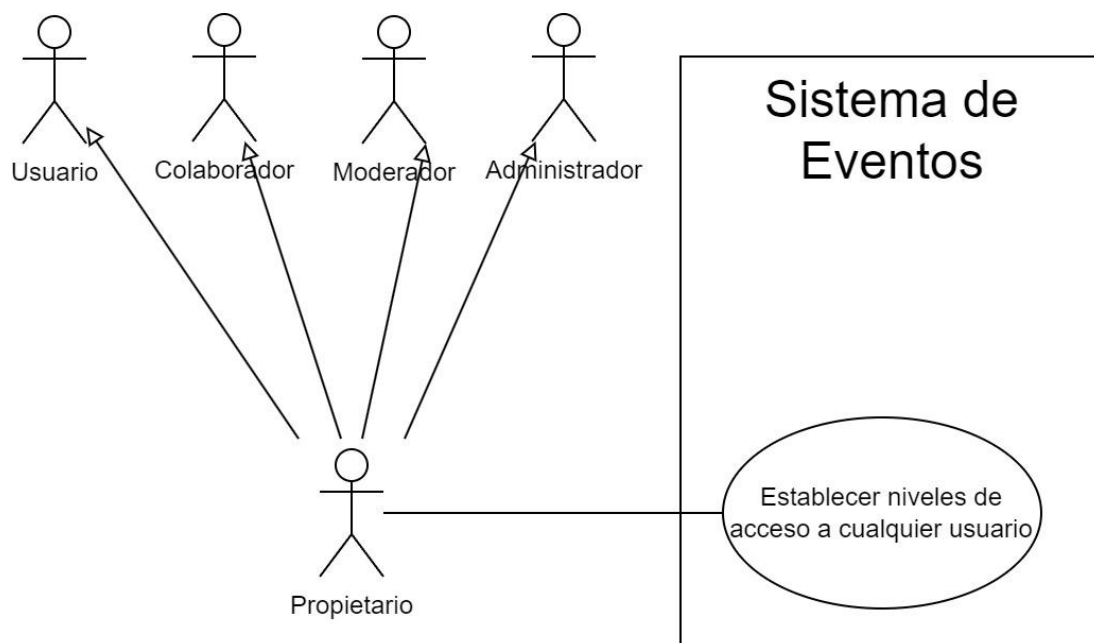 Usuario
Colaborador
Moderador
Administrador
Sistema de
Eventos
Establecer niveles de
acceso a cualquier usuario
Propietario